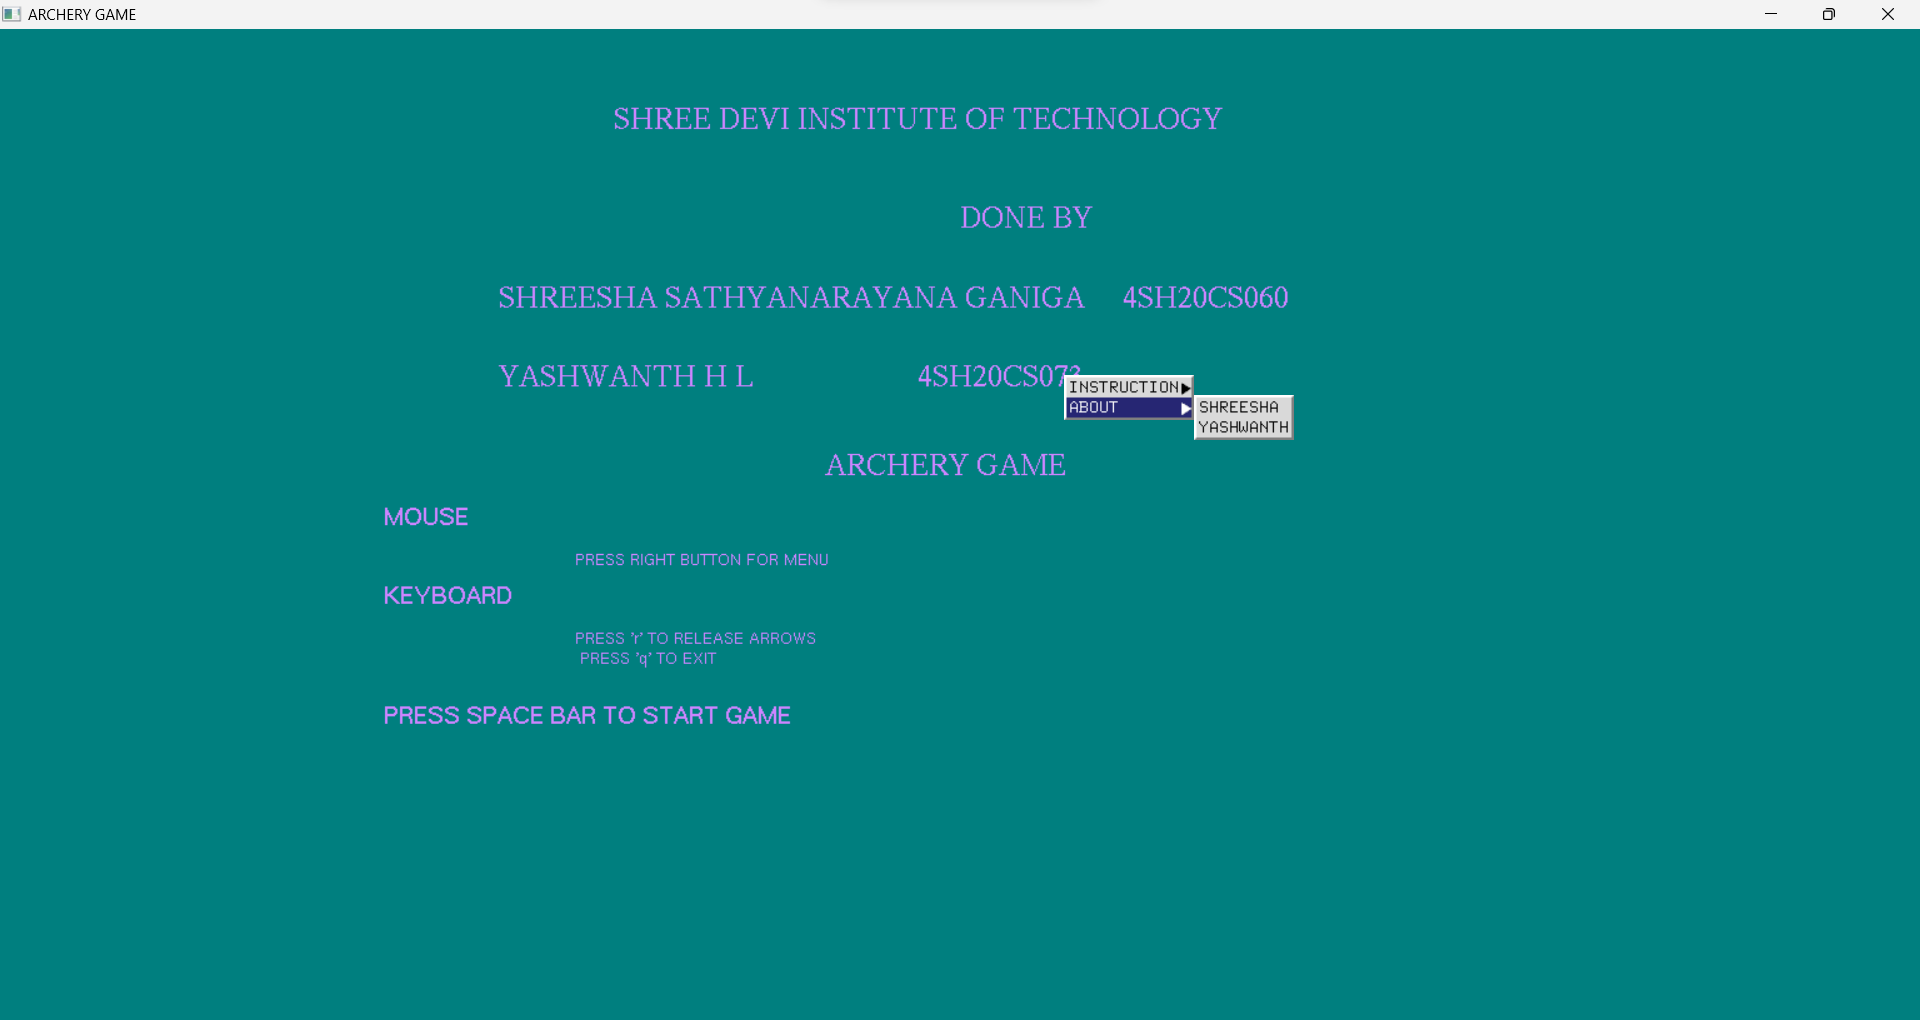 ARCHERY GAME
SHREE DEVI INSTITUTE OF TECHNOLOGY
DONE BY
SHREESHA SATHYANARAYANA GANIGA 4SH20CS060
YASHWANTH H L 4SH20CS073
INSTRUCTION
ABOUT
SHREESHA
YASHWANTH
ARCHERY GAME
MOUSE
PRESS RIGHT BUTTON FOR MENU
KEYBOARD
PRESS 'r' TO RELEASE ARROWS
PRESS 'q' TO EXIT
PRESS SPACE BAR TO START GAME